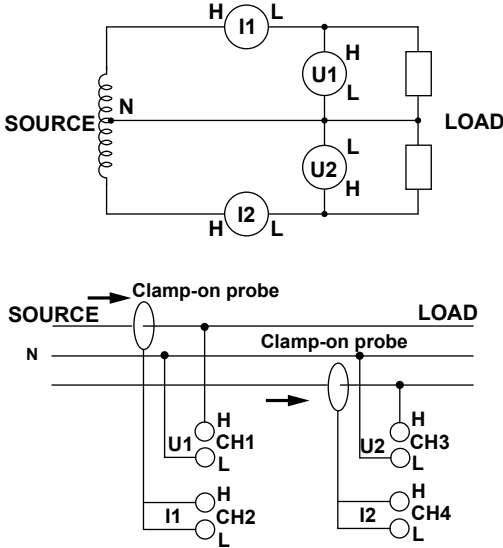 H I1 L
H
U1
L
N
SOURCE
LOAD
L
U2
H
H I2 L
Clamp-on probe
SOURCE
LOAD
N
Clamp-on probe
H
U1 CH1
L
H
U2 CH3
L
H
I1 CH2
L
H
I2 CH4
L